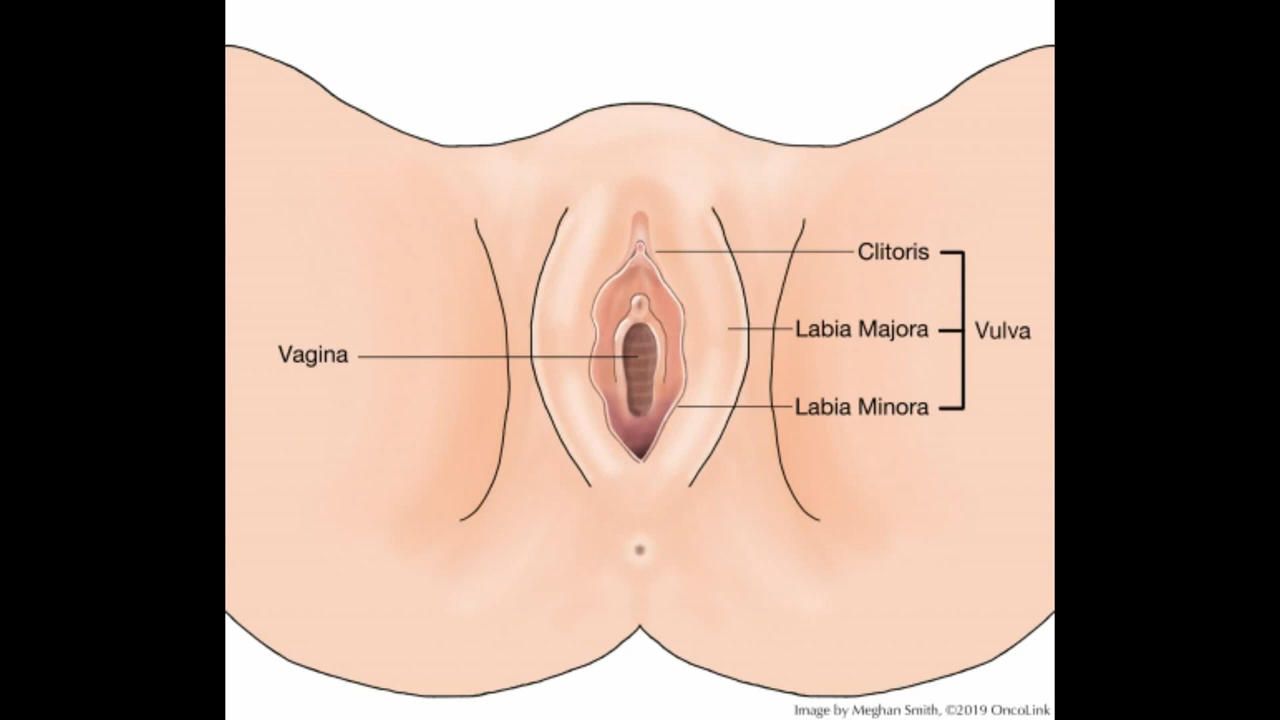 Clitoris
Labia Majora
Vulva
Vagina
Labia Minora
Image by Meghan Smith, ©2019 OncoLink